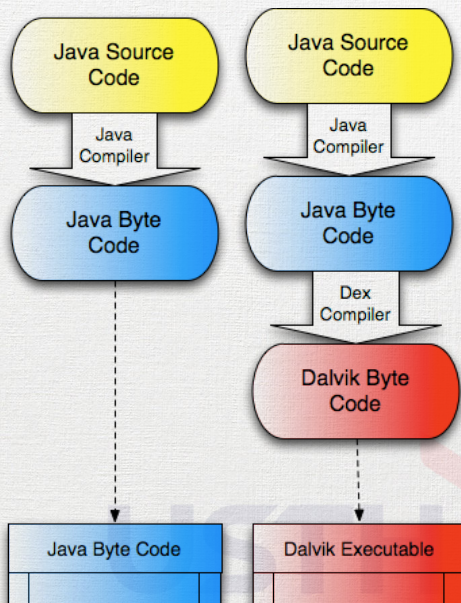 Java Source
Code
Java
Compiler
Java Byte
Code
Java Byte Code
Java Source
Code
Java
Compiler
Java Byte
Code
Dex
Compiler
Dalvik Byte
Code
Dalvik Executable
USTH